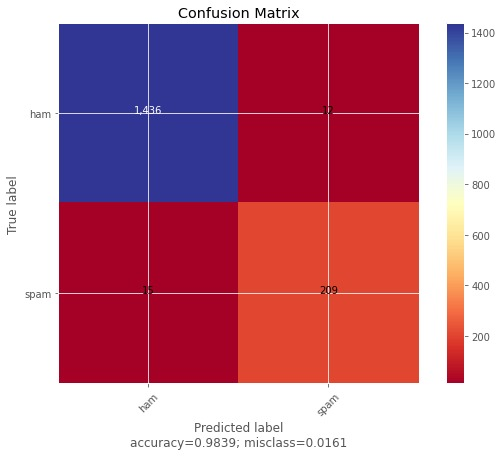 Confusion Matrix
1400
1200
1000
800
600
400
200
True label
ham
1,436
12
spam
15
209
ham
spam
Predicted label
accuracy=0.9839; misclass=0.0161